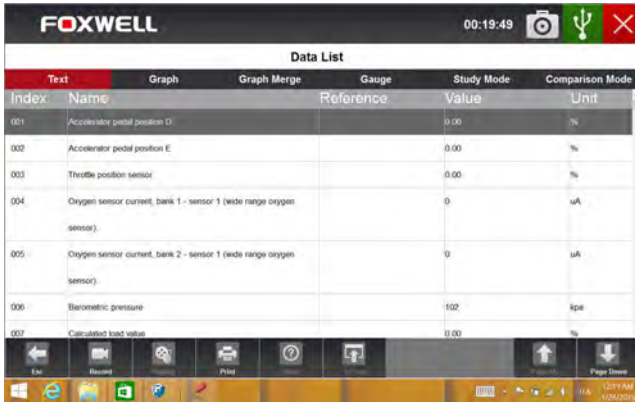 FOXWELL 00:19:49
Data List
Text Graph Graph Merge Gauge Study Mode Comparison Mode
Index Name Reference Value Unit
001 Accelerator pedal position D 0.00 %
002 Accelerator pedal position E 0.00 %
003 Throttle position sensor 0.00 %
004 Oxygen sensor current, bank 1 - sensor 1 (wide range oxygen 0 uA
sensor).
005 Oxygen sensor current, bank 2 - sensor 1 (wide range oxygen 0 uA
sensor).
006 Barometric pressure 102 kpa
007 Calculated load value 0.00 %
Esc Record Print Page Down
ITA